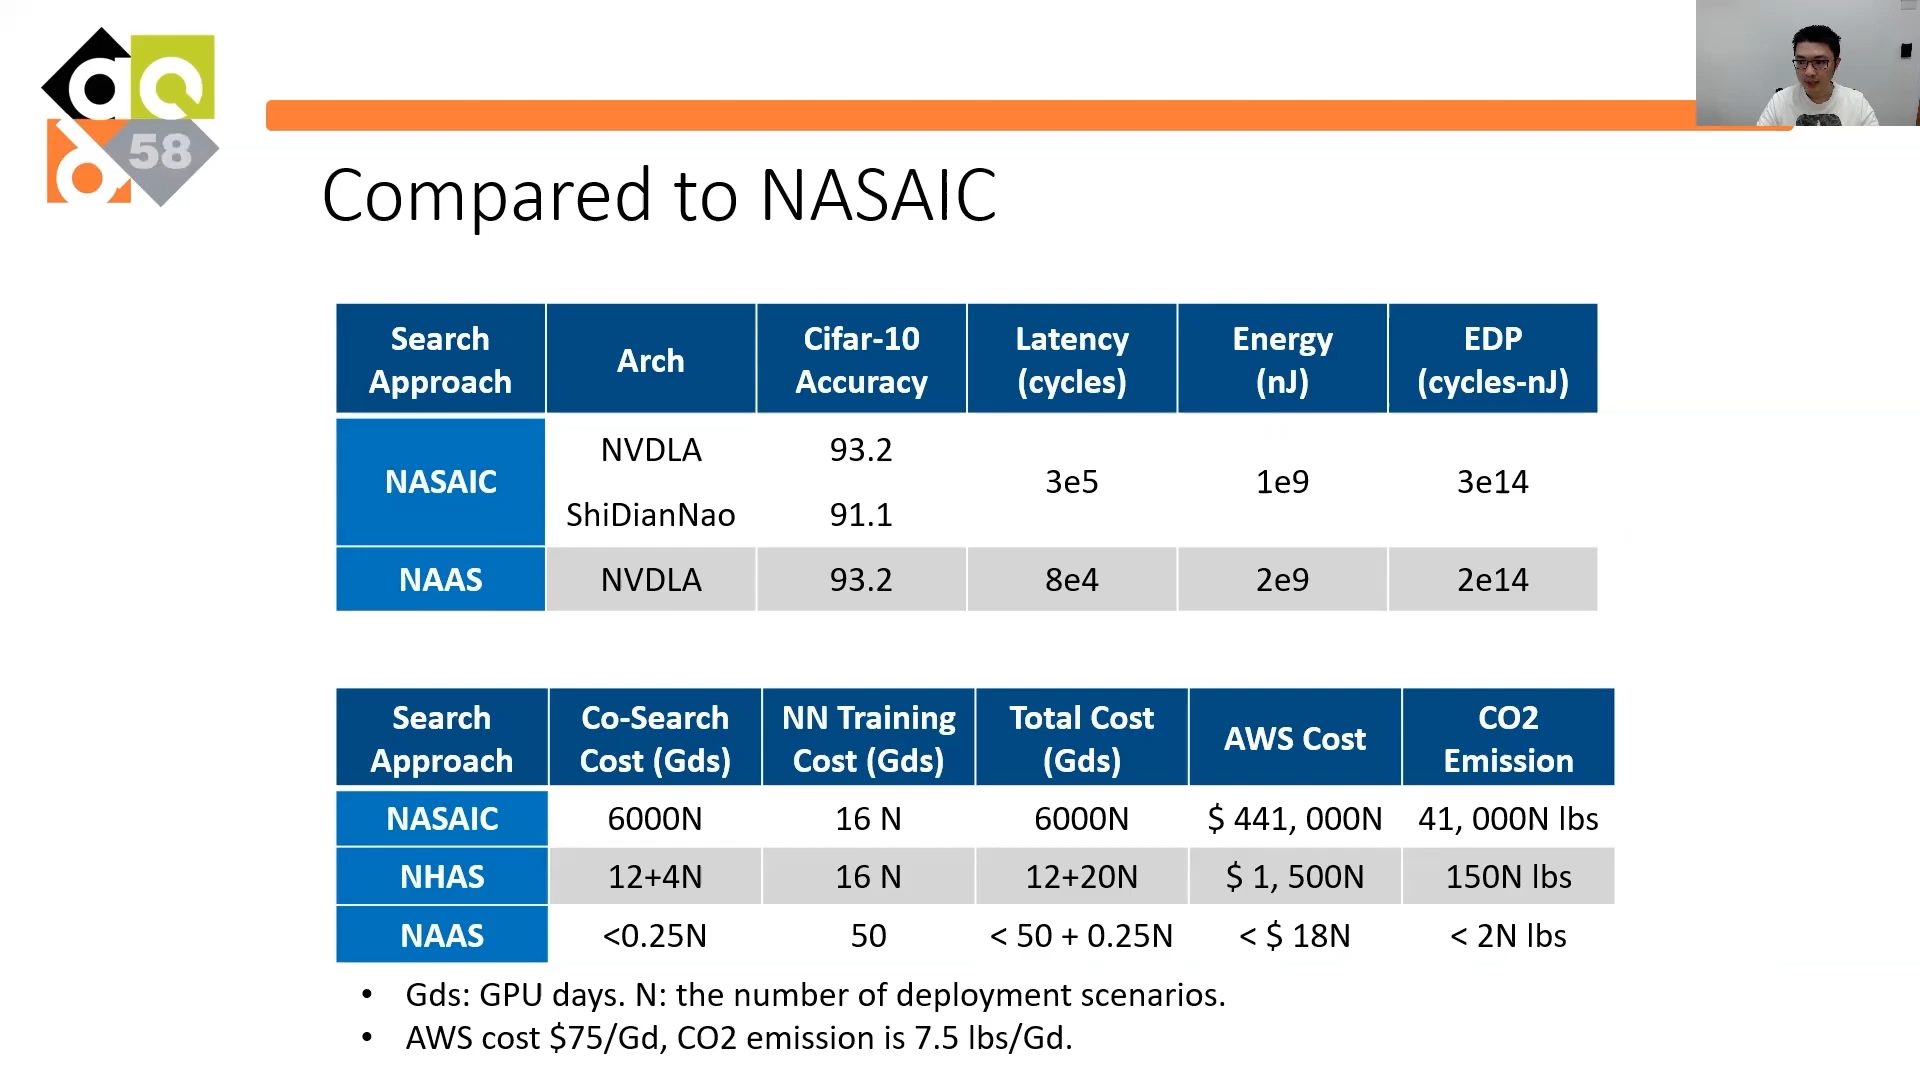 58
Compared to NASAIC
Search Approach | Arch | Cifar-10 Accuracy | Latency (cycles) | Energy (nJ) | EDP (cycles-nJ)
NASAIC | NVDLA | 93.2 | 3e5 | 1e9 | 3e14
ShiDianNao | 91.1
NAAS | NVDLA | 93.2 | 8e4 | 2e9 | 2e14
Search Approach | Co-Search Cost (Gds) | NN Training Cost (Gds) | Total Cost (Gds) | AWS Cost | CO2 Emission
NASAIC | 6000N | 16 N | 6000N | $ 441, 000N | 41, 000N lbs
NHAS | 12+4N | 16 N | 12+20N | $ 1, 500N | 150N lbs
NAAS | <0.25N | 50 | < 50 + 0.25N | < $ 18N | < 2N lbs
• Gds: GPU days. N: the number of deployment scenarios.
• AWS cost $75/Gd, CO2 emission is 7.5 lbs/Gd.